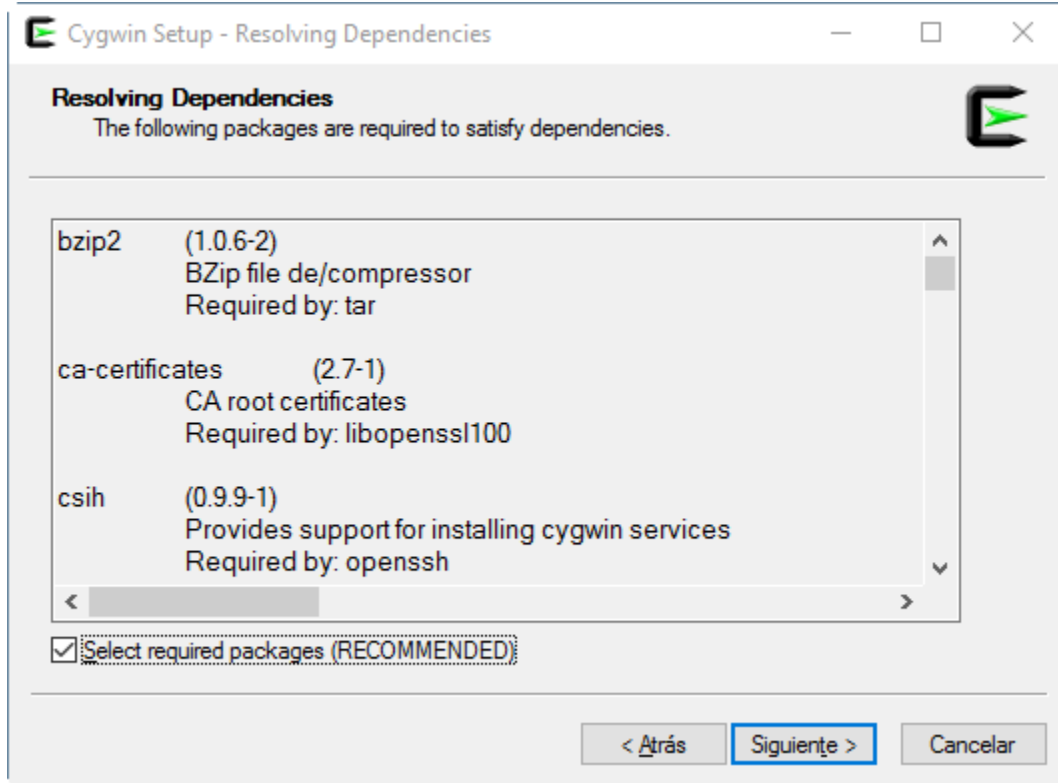 Cygwin Setup - Resolving Dependencies
Resolving Dependencies
The following packages are required to satisfy dependencies.
bzip2 (1.0.6-2)
BZip file de/compressor
Required by: tar
ca-certificates (2.7-1)
CA root certificates
Required by: libopenssl100
csih (0.9.9-1)
Provides support for installing cygwin services
Required by: openssh
Select required packages (RECOMMENDED)
< Atrás Siguiente > Cancelar